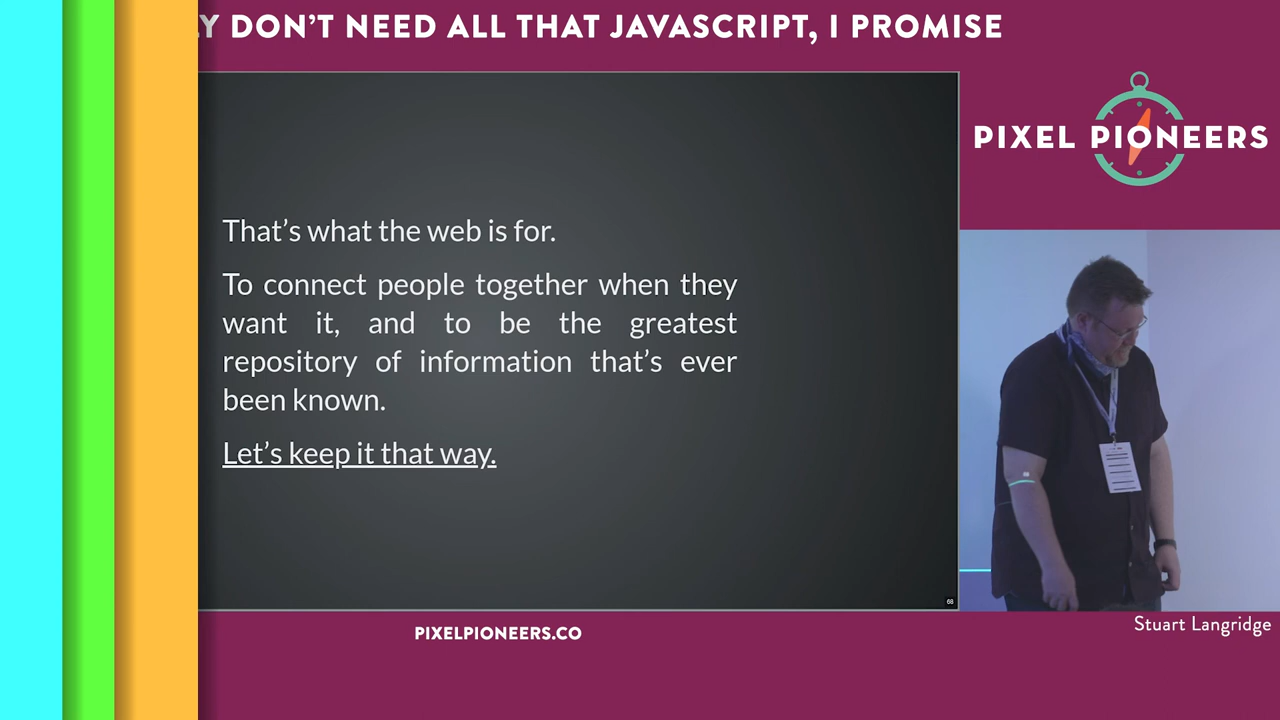 Y DON'T NEED ALL THAT JAVASCRIPT, I PROMISE
PIXEL PIONEERS
That's what the web is for.
To connect people together when they
want it, and to be the greatest
repository of information that's ever
been known.
Let's keep it that way.
68
PIXELPIONEERS.CO
Stuart Langridge